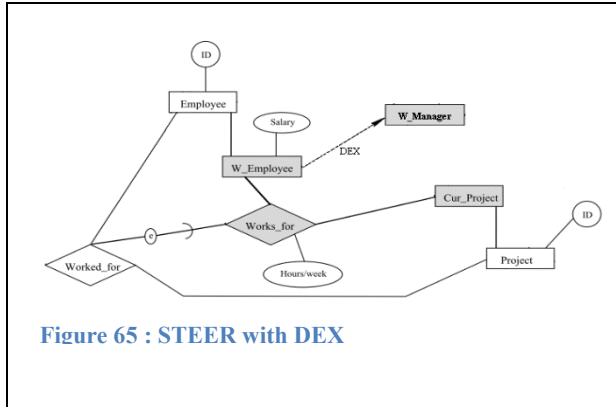 ID
Employee
Salary
W_Manager
DEX
W_Employee
Cur_Project
ID
Works_for
e
Worked_for
Hours/week
Project
Figure 65 : STEER with DEX